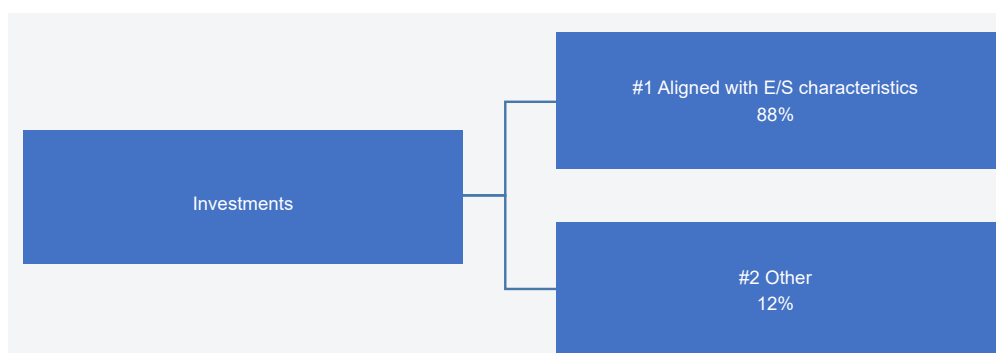 #1 Aligned with E/S characteristics
88%
Investments
#2 Other
12%